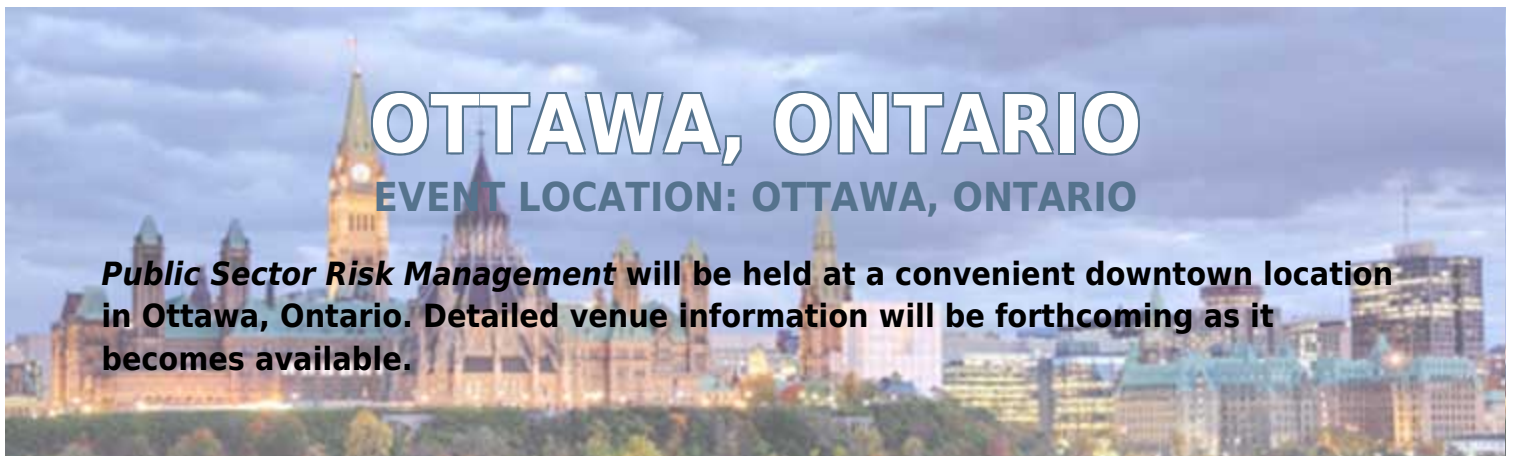 OTTAWA, ONTARIO
EVENT LOCATION: OTTAWA, ONTARIO
Public Sector Risk Management will be held at a convenient downtown location
in Ottawa, Ontario. Detailed venue information will be forthcoming as it
becomes available.